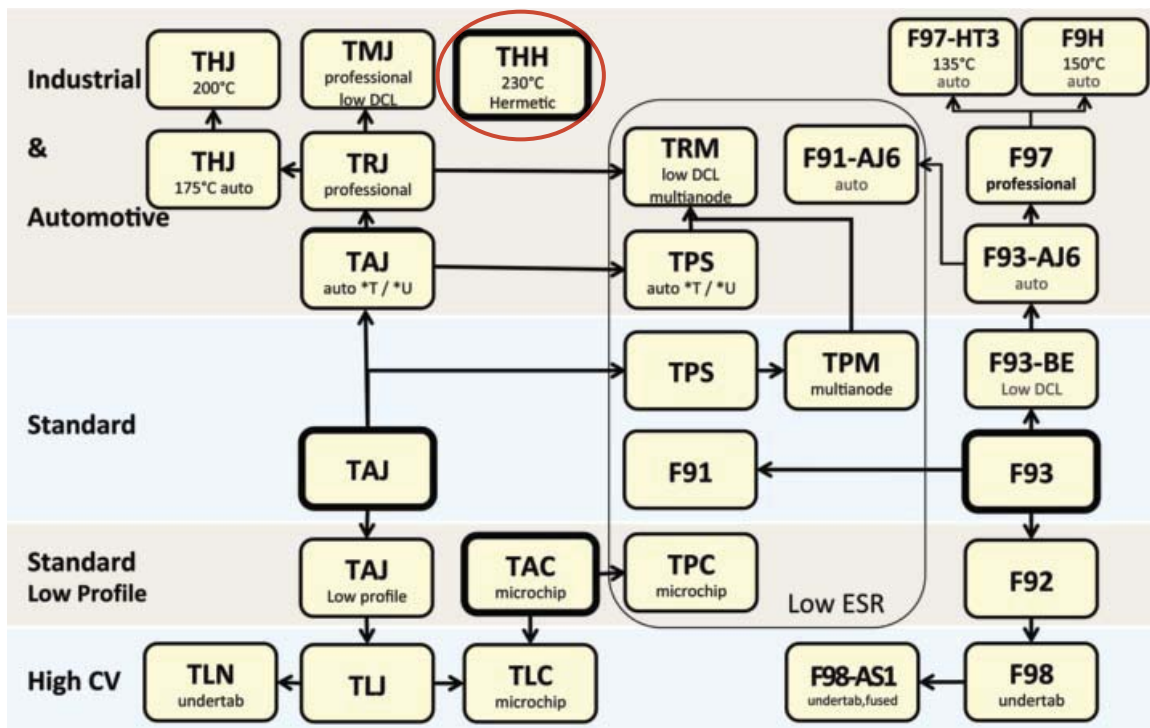 Industrial
&
Automotive
THJ
200°C
TMJ
professional
low DCL
THH
230°C
Hermetic
F97-HT3
135°C
auto
F9H
150°C
auto
THJ
175°C auto
TRJ
professional
TRM
low DCL
multianode
F91-AJ6
auto
F97
professional
TAJ
auto *T / *U
TPS
auto *T / *U
F93-AJ6
auto
Standard
TPS
TPM
multianode
F93-BE
Low DCL
TAJ
F91
F93
Standard
Low Profile
TAJ
Low profile
TAC
microchip
TPC
microchip
Low ESR
F92
High CV
TLN
undertab
TLJ
TLC
microchip
F98-AS1
undertab,fused
F98
undertab